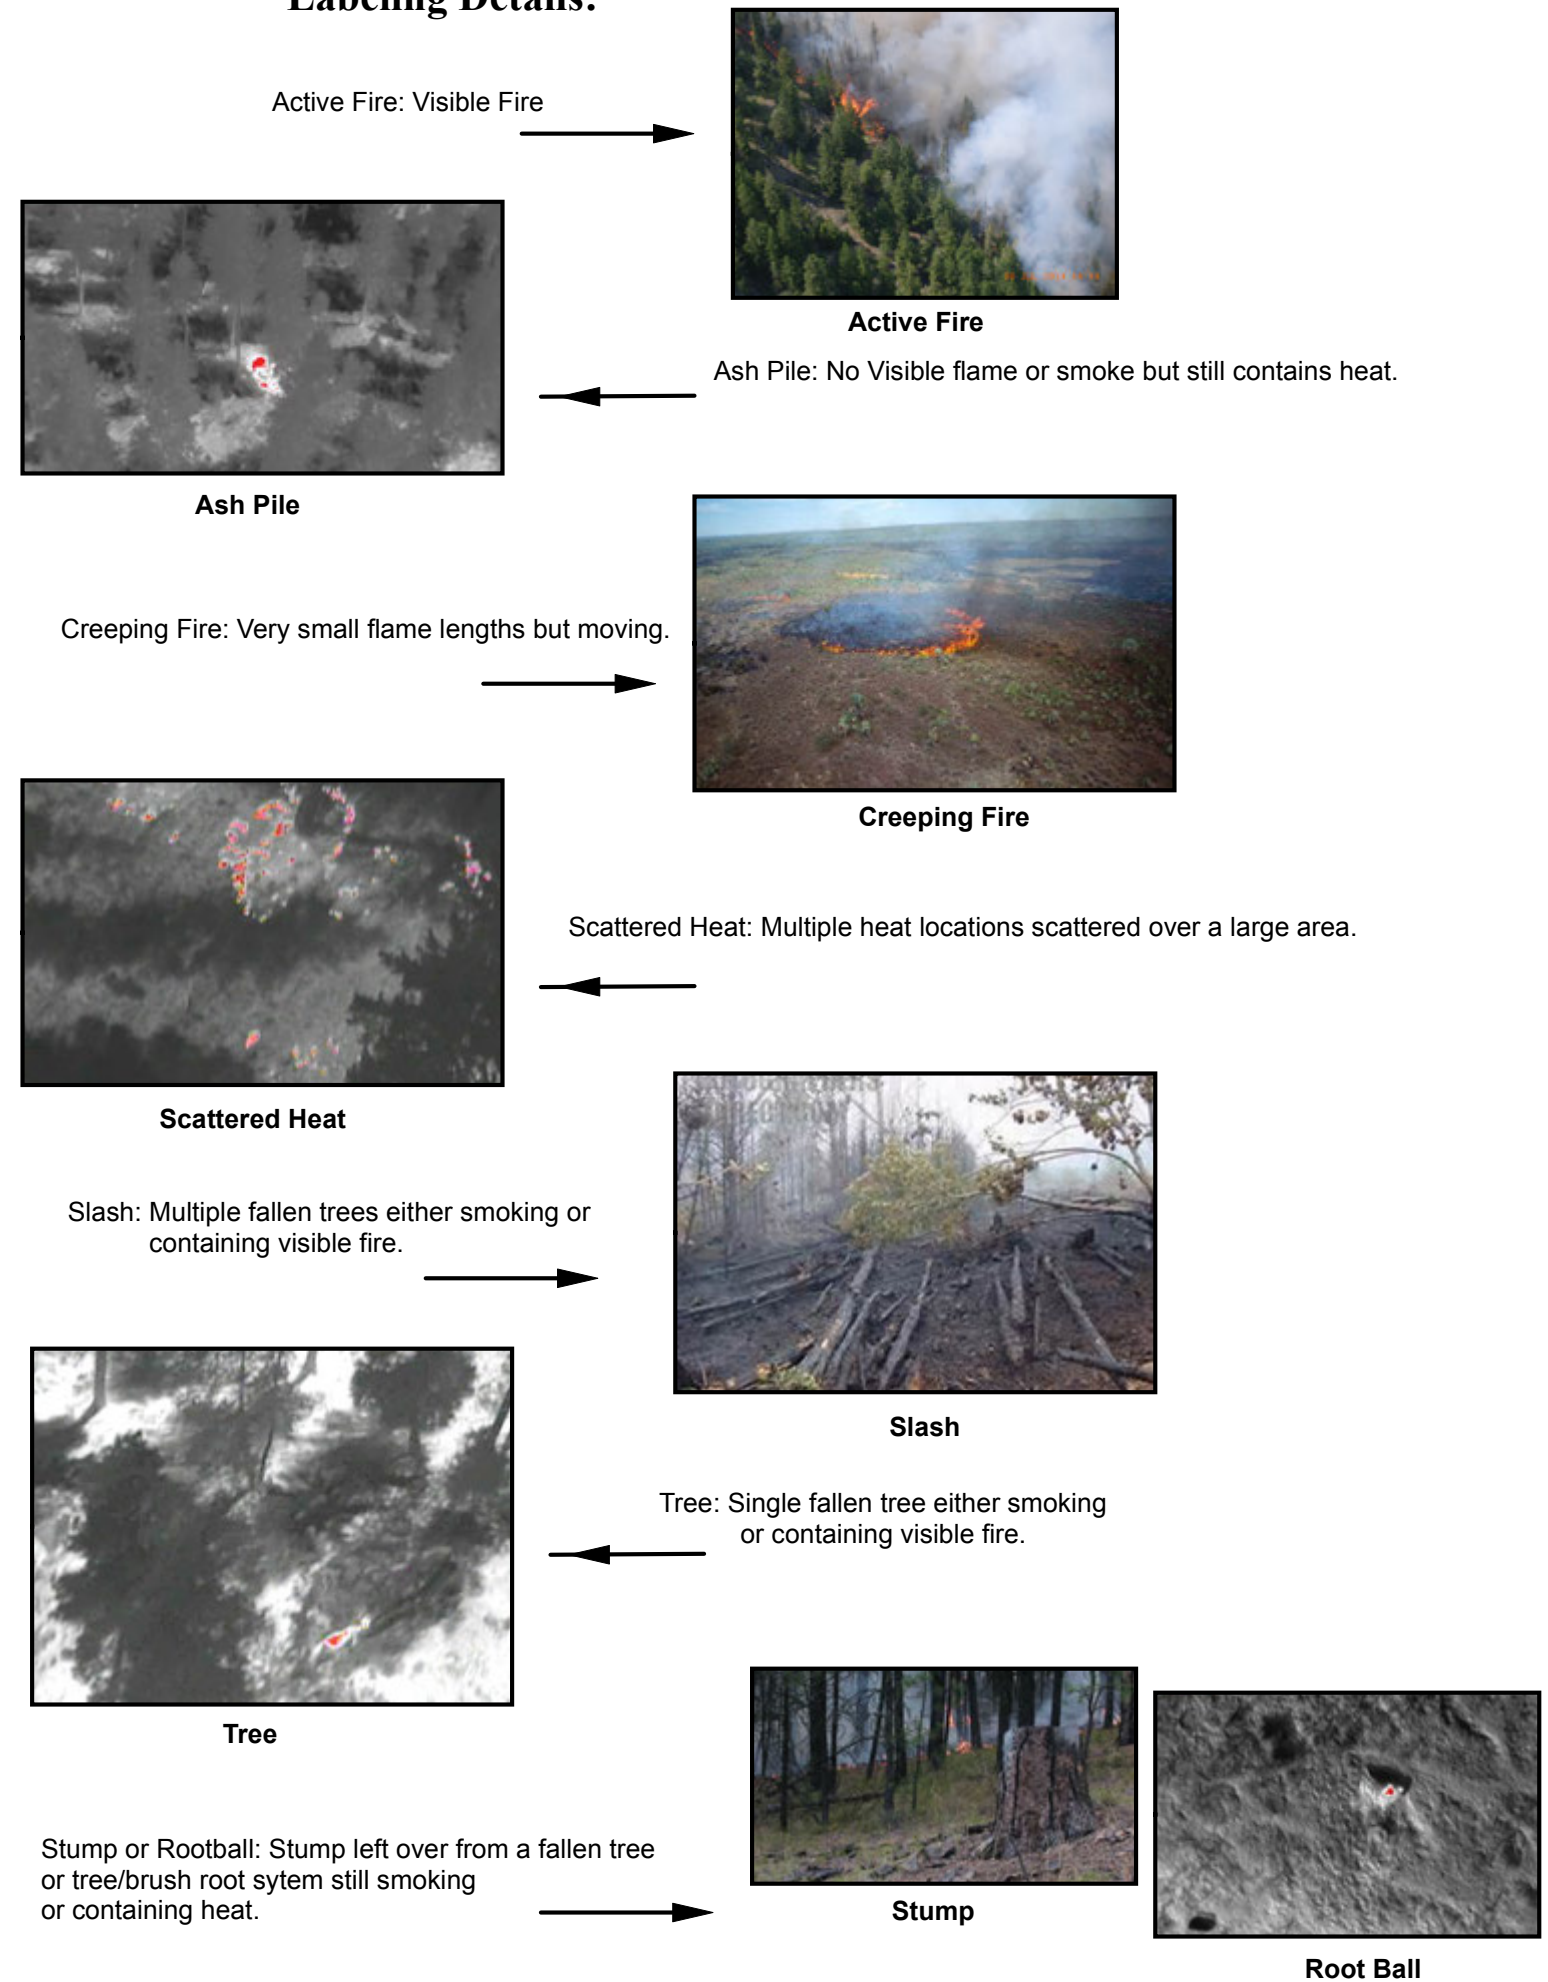 Labeling Details:
Active Fire: Visible Fire
Active Fire
Ash Pile: No Visible flame or smoke but still contains heat.
Ash Pile
Creeping Fire: Very small flame lengths but moving.
Creeping Fire
Scattered Heat: Multiple heat locations scattered over a large area.
Scattered Heat
Slash: Multiple fallen trees either smoking or
containing visible fire.
Slash
Tree: Single fallen tree either smoking
or containing visible fire.
Tree
Stump or Rootball: Stump left over from a fallen tree
or tree/brush root sytem still smoking
or containing heat.
Stump
Root Ball